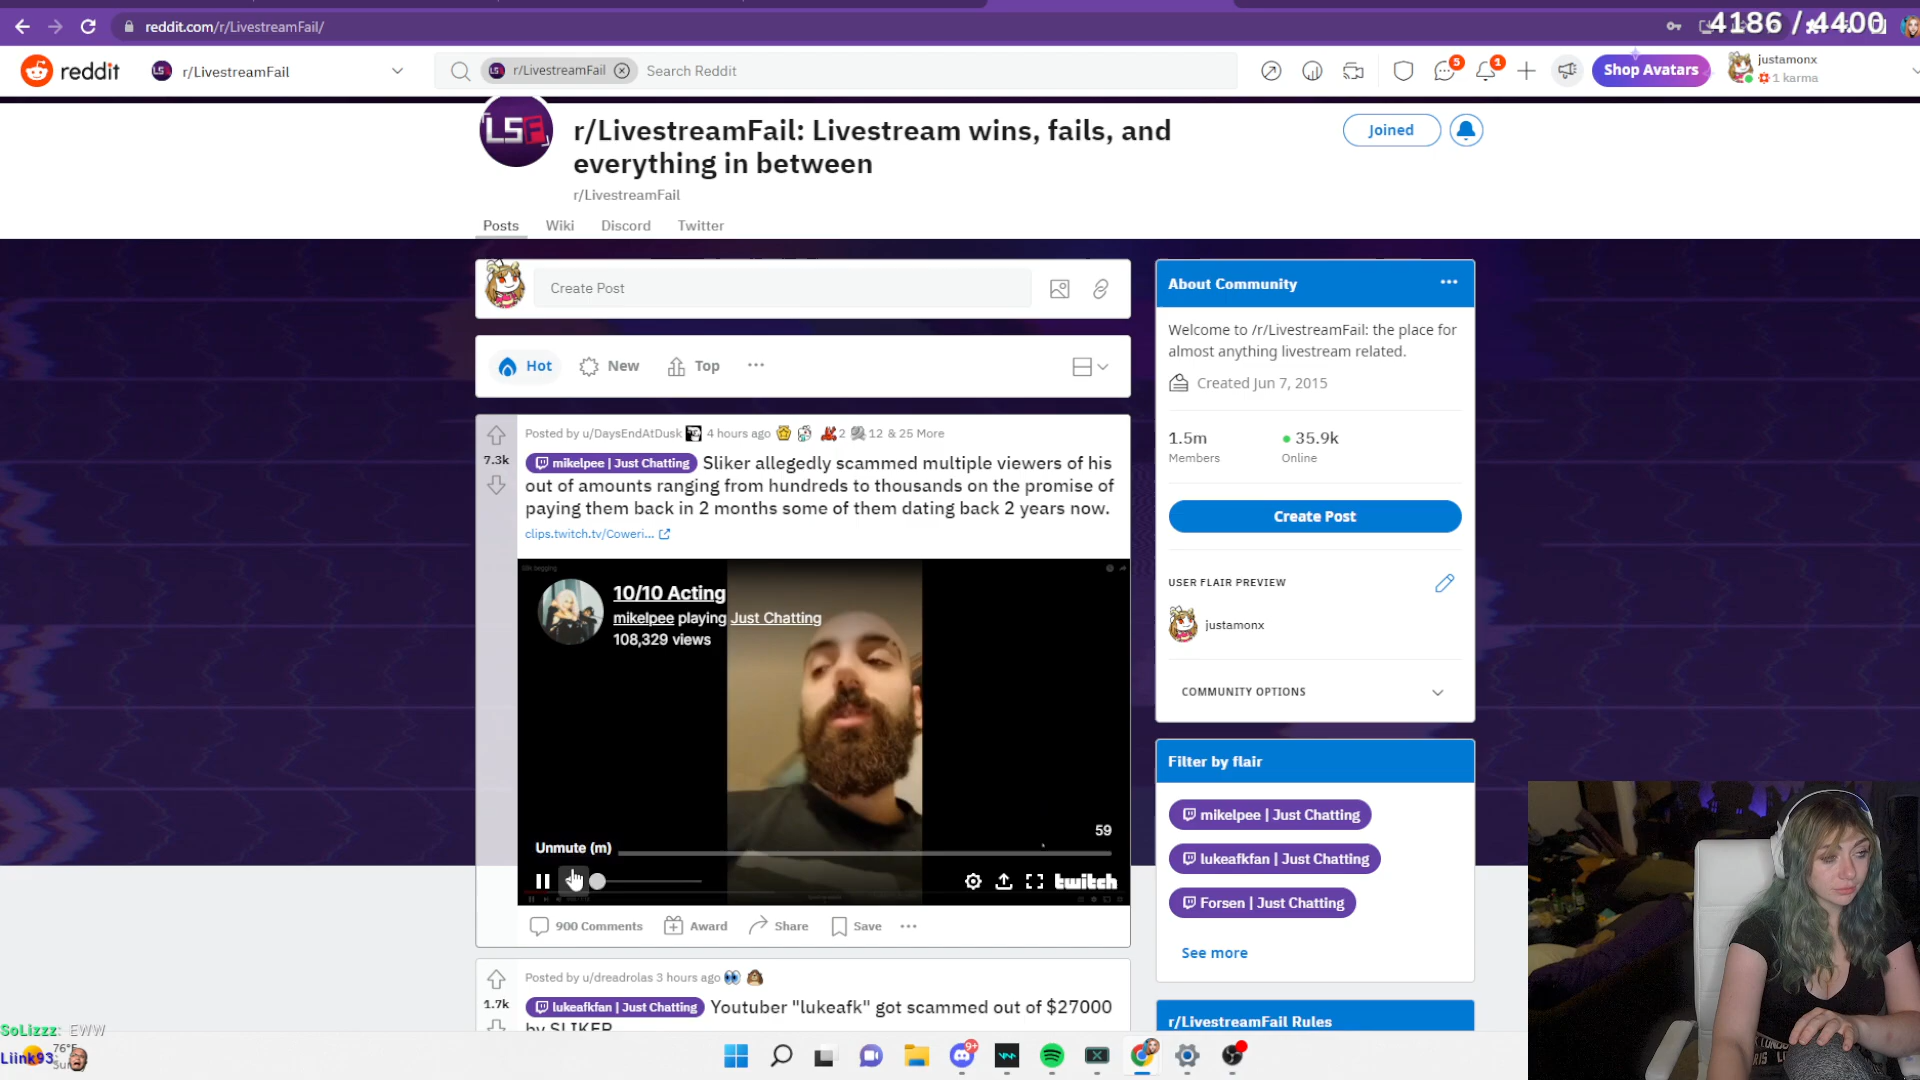 reddit.com/r/LivestreamFail/
4186 / 4400
reddit
r/LivestreamFail
r/LivestreamFail
Search Reddit
5
1
Shop Avatars
justamonx
1 karma
LSF
r/LivestreamFail: Livestream wins, fails, and
everything in between
r/LivestreamFail
Joined
Posts
Wiki
Discord
Twitter
Create Post
Hot
New
Top
Posted by u/DaysEndAtDusk 4 hours ago 2 12 & 25 More
7.3k
mikelpee | Just Chatting Sliker allegedly scammed multiple viewers of his
out of amounts ranging from hundreds to thousands on the promise of
paying them back in 2 months some of them dating back 2 years now.
clips.twitch.tv/Coweri...
10/10 Acting
mikelpee playing Just Chatting
108,329 views
59
Unmute (m)
twitch
900 Comments
Award
Share
Save
Posted by u/dreadrolas 3 hours ago
1.7k
lukeafkfan | Just Chatting Youtuber "lukeafk" got scammed out of $27000
by SLIKER
About Community
Welcome to /r/LivestreamFail: the place for
almost anything livestream related.
Created Jun 7, 2015
1.5m
35.9k
Members
Online
Create Post
USER FLAIR PREVIEW
justamonx
COMMUNITY OPTIONS
Filter by flair
mikelpee | Just Chatting
lukeafkfan | Just Chatting
Forsen | Just Chatting
See more
r/LivestreamFail Rules
SoLizzz: EWW
Liink93:
76°F
9+